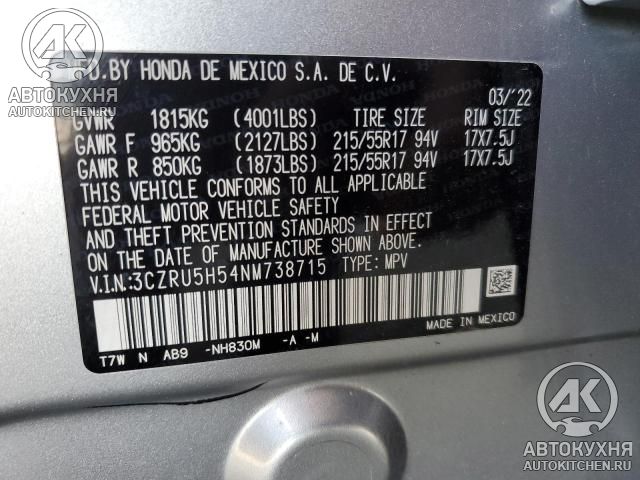 AK
АВТОКУХНЯ
AUTOKITCHEN.RU
FD.BY HONDA DE MEXICO S.A. DE C.V.
03/'22
GVWR 1815KG (4001LBS) TIRE SIZE RIM SIZE
GAWR F 965KG (2127LBS) 215/55R17 94V 17X7.5J
GAWR R 850KG (1873LBS) 215/55R17 94V 17X7.5J
THIS VEHICLE CONFORMS TO ALL APPLICABLE
FEDERAL MOTOR VEHICLE SAFETY
AND THEFT PREVENTION STANDARDS IN EFFECT
ON THE DATE OF MANUFACTURE SHOWN ABOVE.
V.I.N.:3CZRU5H54NM738715 TYPE: MPV
T7W N AB9 -NH830M -A -M
MADE IN MEXICO
AK
АВТОКУХНЯ
AUTOKITCHEN.RU